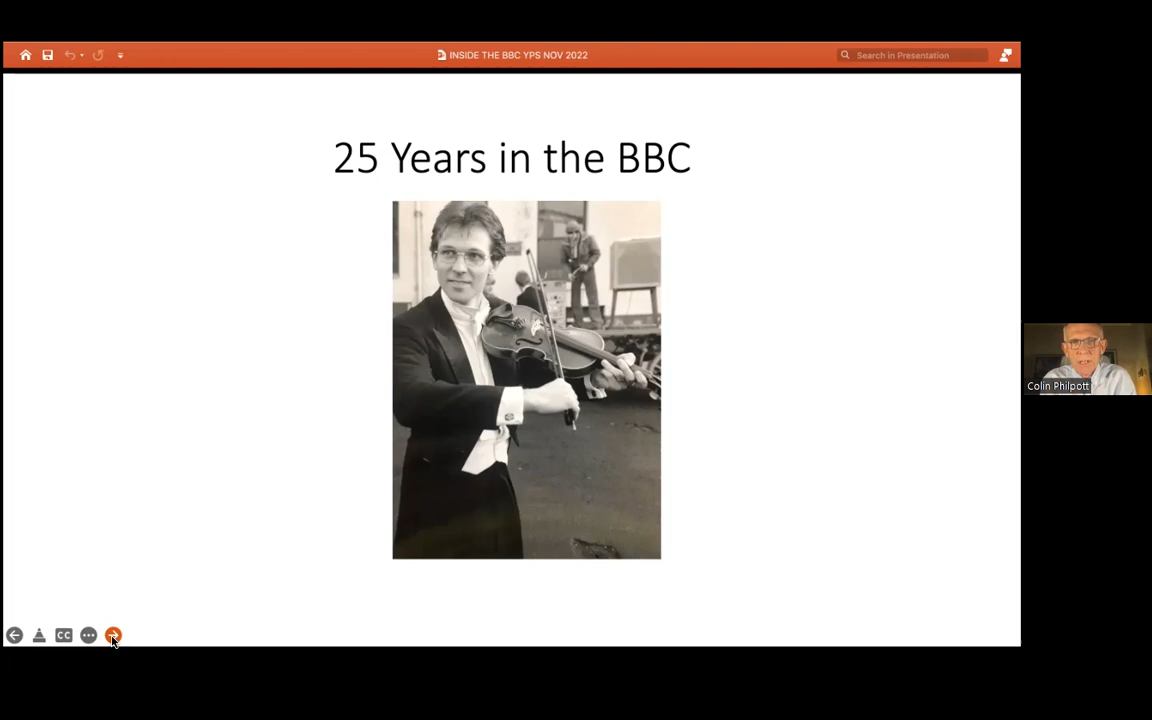 INSIDE THE BBC YPS NOV 2022
Search in Presentation
25 Years in the BBC
Colin Philpott
CC